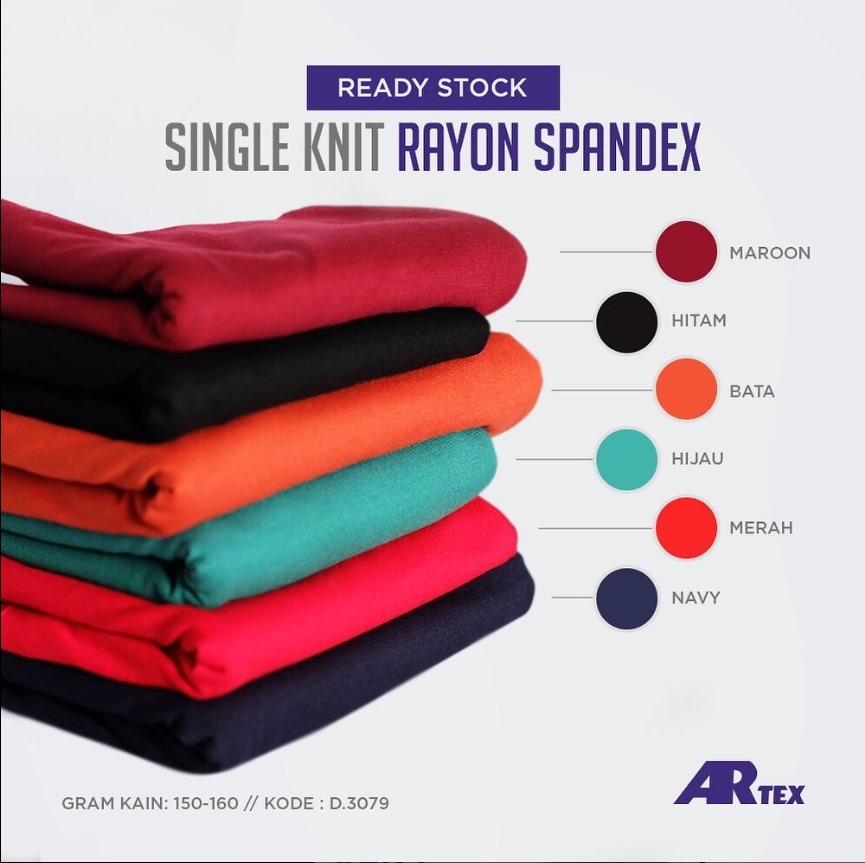 READY STOCK
SINGLE KNIT RAYON SPANDEX
MAROON
HITAM
BATA
HIJAU
MERAH
NAVY
GRAM KAIN: 150-160 // KODE : D.3079
ARTEX